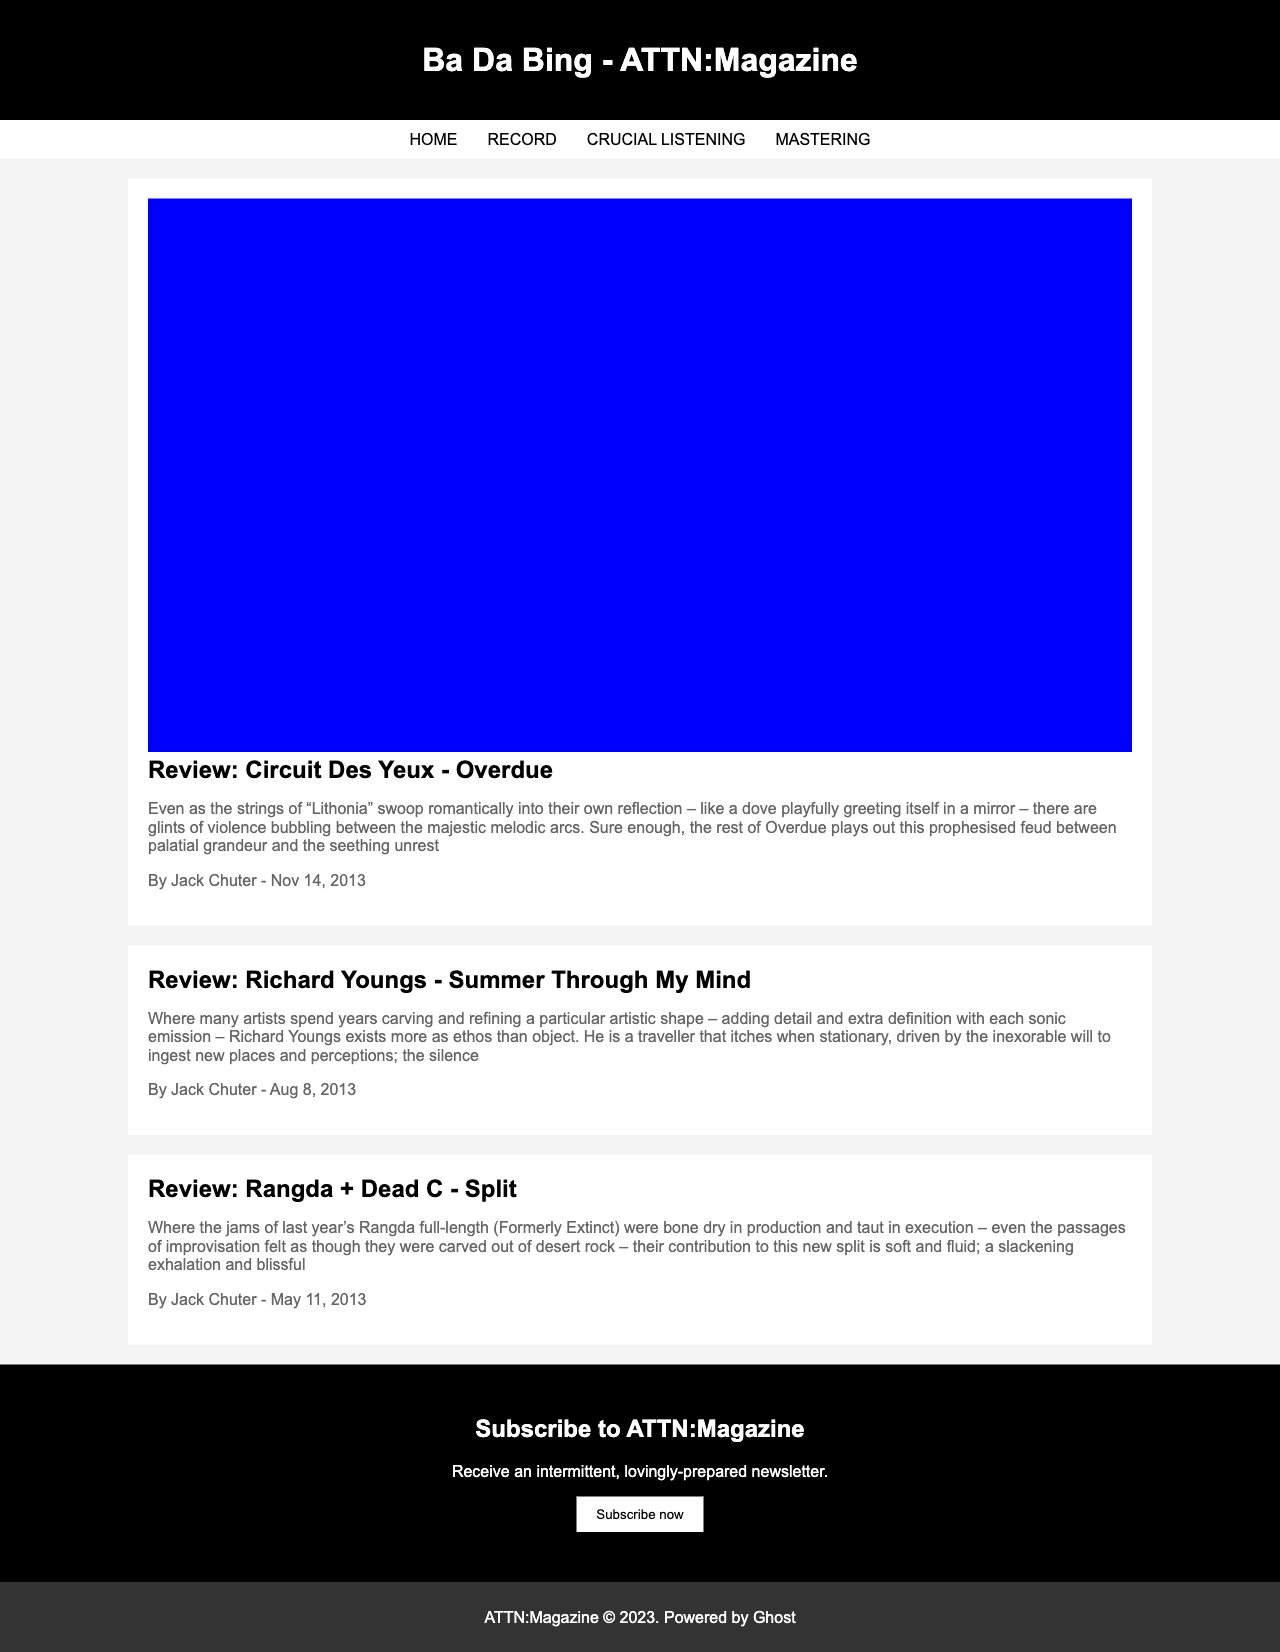 Ba Da Bing - ATTN:Magazine
HOME RECORD CRUCIAL LISTENING MASTERING
Review: Circuit Des Yeux - Overdue
Even as the strings of “Lithonia” swoop romantically into their own reflection – like a dove playfully greeting itself in a mirror – there are
glints of violence bubbling between the majestic melodic arcs. Sure enough, the rest of Overdue plays out this prophesised feud between
palatial grandeur and the seething unrest
By Jack Chuter - Nov 14, 2013
Review: Richard Youngs - Summer Through My Mind
Where many artists spend years carving and refining a particular artistic shape – adding detail and extra definition with each sonic
emission – Richard Youngs exists more as ethos than object. He is a traveller that itches when stationary, driven by the inexorable will to
ingest new places and perceptions; the silence
By Jack Chuter - Aug 8, 2013
Review: Rangda + Dead C - Split
Where the jams of last year’s Rangda full-length (Formerly Extinct) were bone dry in production and taut in execution – even the passages
of improvisation felt as though they were carved out of desert rock – their contribution to this new split is soft and fluid; a slackening
exhalation and blissful
By Jack Chuter - May 11, 2013
Subscribe to ATTN:Magazine
Receive an intermittent, lovingly-prepared newsletter.
Subscribe now
ATTN:Magazine © 2023. Powered by Ghost